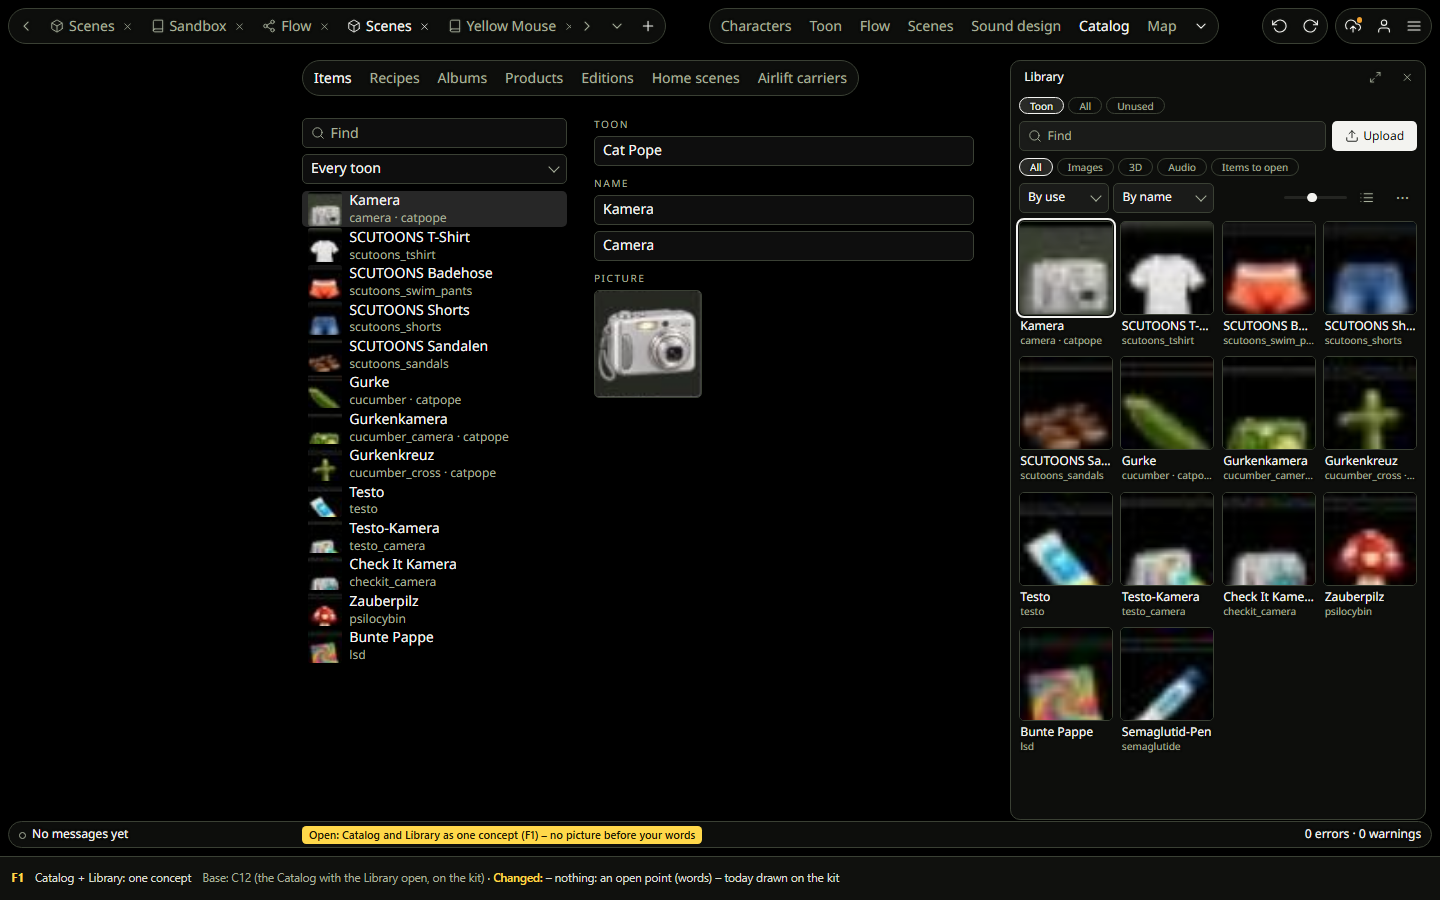 Scenes
Sandbox
Flow
Scenes
Yellow Mouse
Characters Toon Flow Scenes Sound design Catalog Map
Items Recipes Albums Products Editions Home scenes Airlift carriers
Find
Every toon
Kamera
camera · catpope
SCUTOONS T-Shirt
scutoons_tshirt
SCUTOONS Badehose
scutoons_swim_pants
SCUTOONS Shorts
scutoons_shorts
SCUTOONS Sandalen
scutoons_sandals
Gurke
cucumber · catpope
Gurkenkamera
cucumber_camera · catpope
Gurkenkreuz
cucumber_cross · catpope
Testo
testo
Testo-Kamera
testo_camera
Check It Kamera
checkit_camera
Zauberpilz
psilocybin
Bunte Pappe
lsd
TOON
Cat Pope
NAME
Kamera
Camera
PICTURE
Library
Toon All Unused
Find
Upload
All Images 3D Audio Items to open
By use By name
Kamera
camera · catpope
SCUTOONS T-...
scutoons_tshirt
SCUTOONS B...
scutoons_swim_p...
SCUTOONS Sh...
scutoons_shorts
SCUTOONS Sa...
scutoons_sandals
Gurke
cucumber · catpo...
Gurkenkamera
cucumber_camer...
Gurkenkreuz
cucumber_cross ·...
Testo
testo
Testo-Kamera
testo_camera
Check It Kame...
checkit_camera
Zauberpilz
psilocybin
Bunte Pappe
lsd
Semaglutid-Pen
semaglutide
No messages yet
Open: Catalog and Library as one concept (F1) – no picture before your words
0 errors · 0 warnings
F1 Catalog + Library: one concept Base: C12 (the Catalog with the Library open, on the kit) · Changed: – nothing: an open point (words) – today drawn on the kit